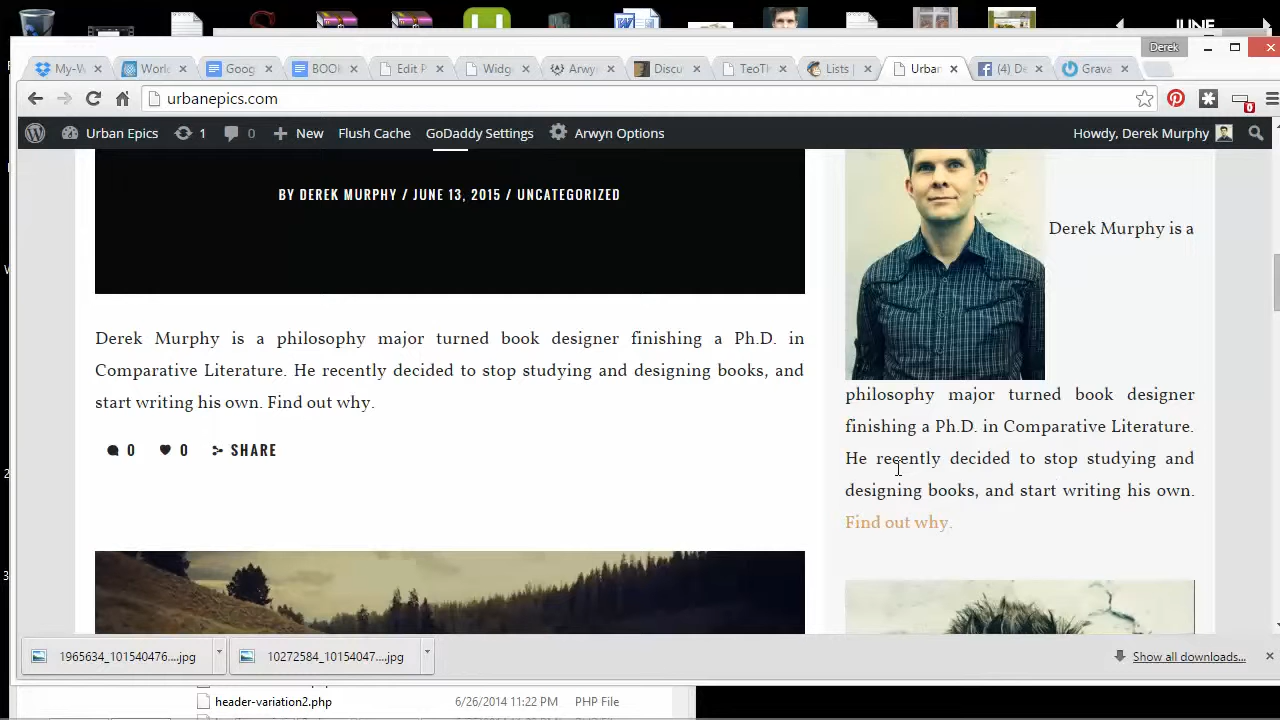 JUNE
Derek
My-W
World
Goog
BOO
Edit P
Widg
Arwy
Discu
TeoTh
Lists |
Urban
(4) De
Grava
urbanepics.com
0
Urban Epics
1
0
New
Flush Cache
GoDaddy Settings
Arwyn Options
Howdy, Derek Murphy
BY DEREK MURPHY / JUNE 13, 2015 / UNCATEGORIZED
Derek Murphy is a philosophy major turned book designer finishing a Ph.D. in
Comparative Literature. He recently decided to stop studying and designing books, and
start writing his own. Find out why.
0
0
SHARE
Derek Murphy is a
philosophy major turned book designer
finishing a Ph.D. in Comparative Literature.
He recently decided to stop studying and
designing books, and start writing his own.
Find out why.
1965634_101540476....jpg
10272584_10154047....jpg
Show all downloads...
header-variation2.php
6/26/2014 11:22 PM
PHP File